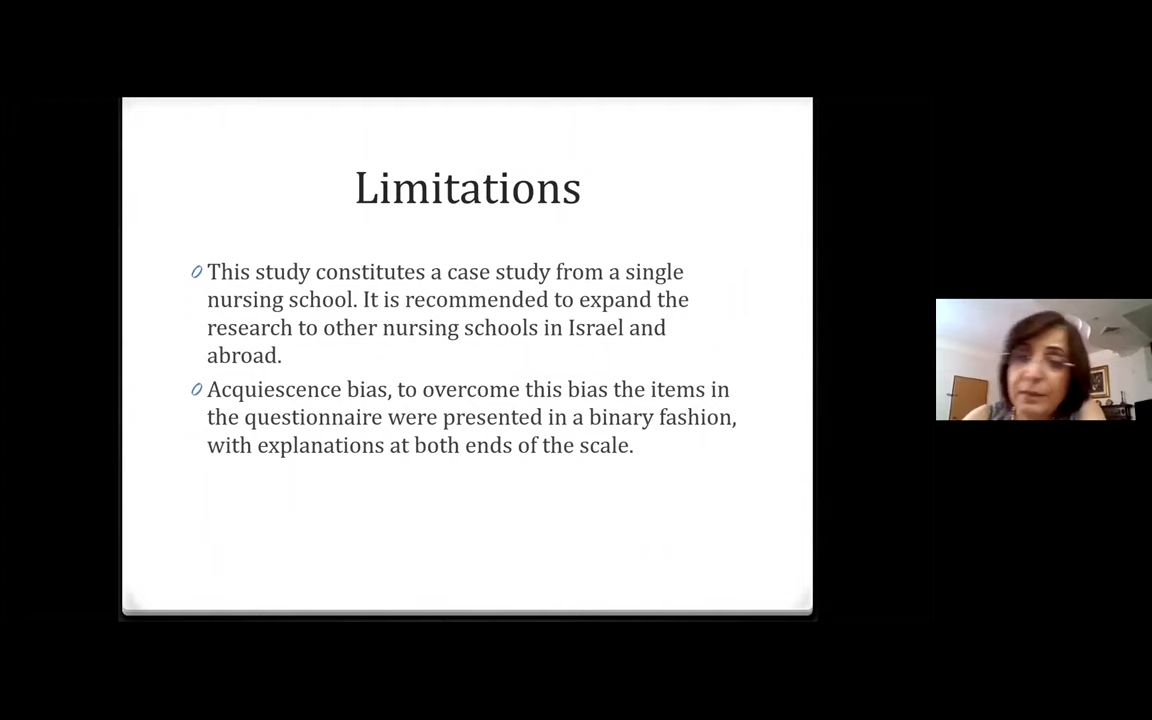 Limitations
This study constitutes a case study from a single
nursing school. It is recommended to expand the
research to other nursing schools in Israel and
abroad.
Acquiescence bias, to overcome this bias the items in
the questionnaire were presented in a binary fashion,
with explanations at both ends of the scale.